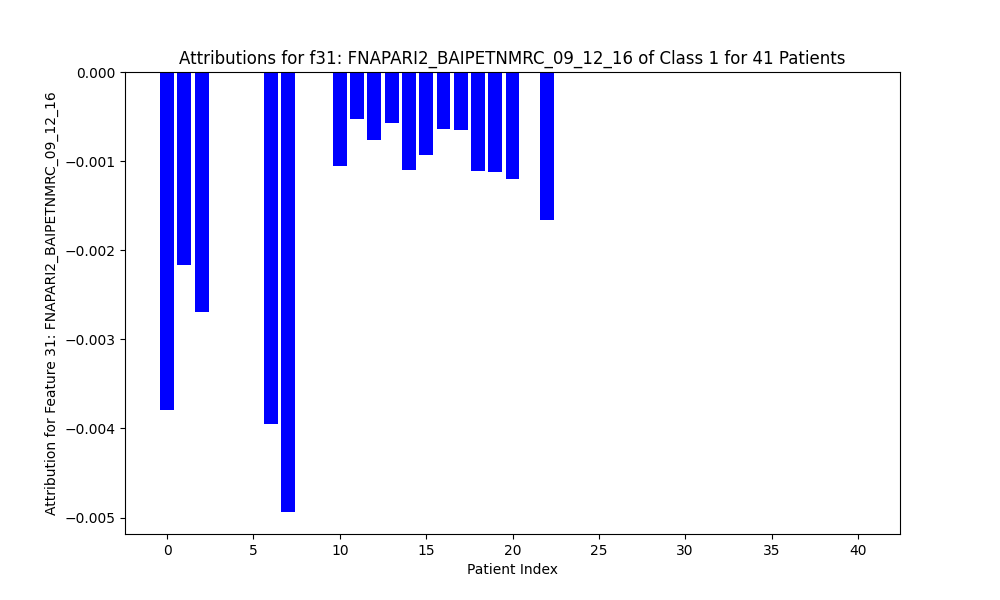 Attributions for f31: FNAPARI2_BAIPETNMRC_09_12_16 of Class 1 for 41 Patients
Attribution for Feature 31: FNAPARI2_BAIPETNMRC_09_12_16
0.000
−0.001
−0.002
−0.003
−0.004
−0.005
0 5 10 15 20 25 30 35 40
Patient Index